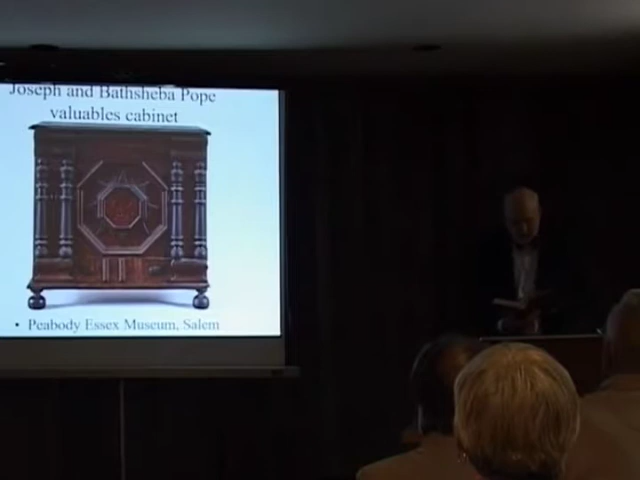 Joseph and Bathsheba Pope
valuables cabinet
• Peabody Essex Museum, Salem